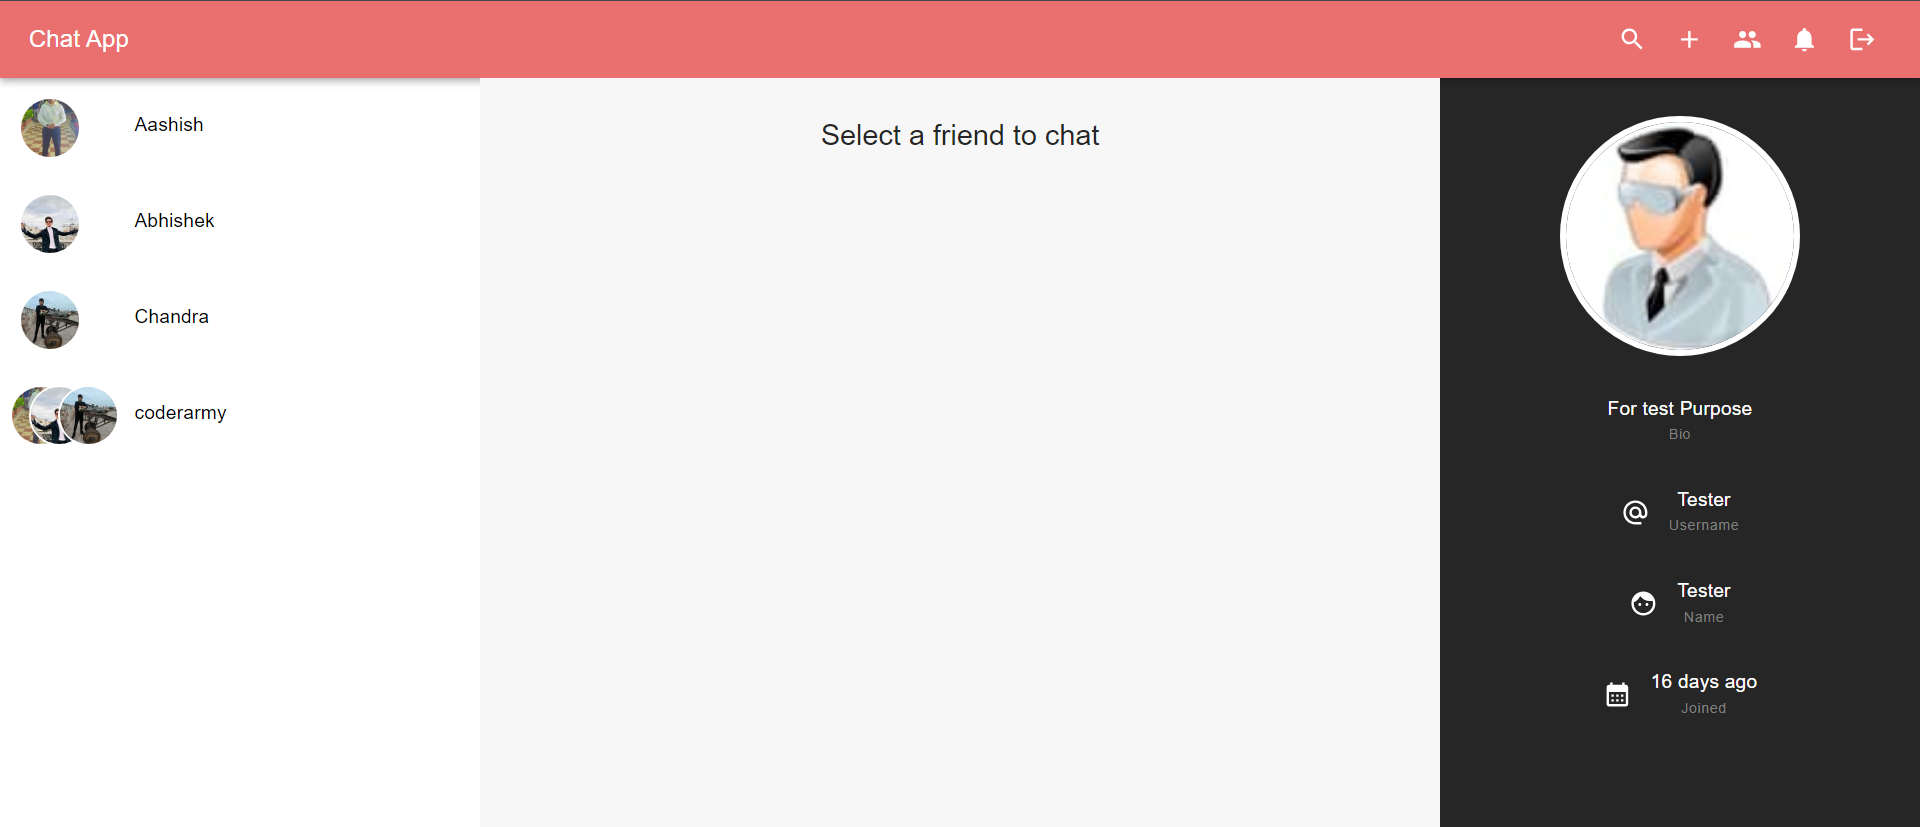 Chat App
Aashish
Abhishek
Chandra
coderarmy
Select a friend to chat
For test Purpose
Bio
Tester
Username
Tester
Name
16 days ago
Joined